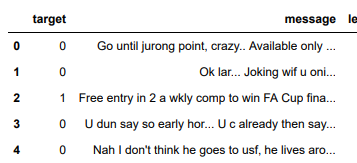 target message le
0 0 Go until jurong point, crazy.. Available only ...
1 0 Ok lar... Joking wif u oni...
2 1 Free entry in 2 a wkly comp to win FA Cup fina...
3 0 U dun say so early hor... U c already then say...
4 0 Nah I don't think he goes to usf, he lives aro...